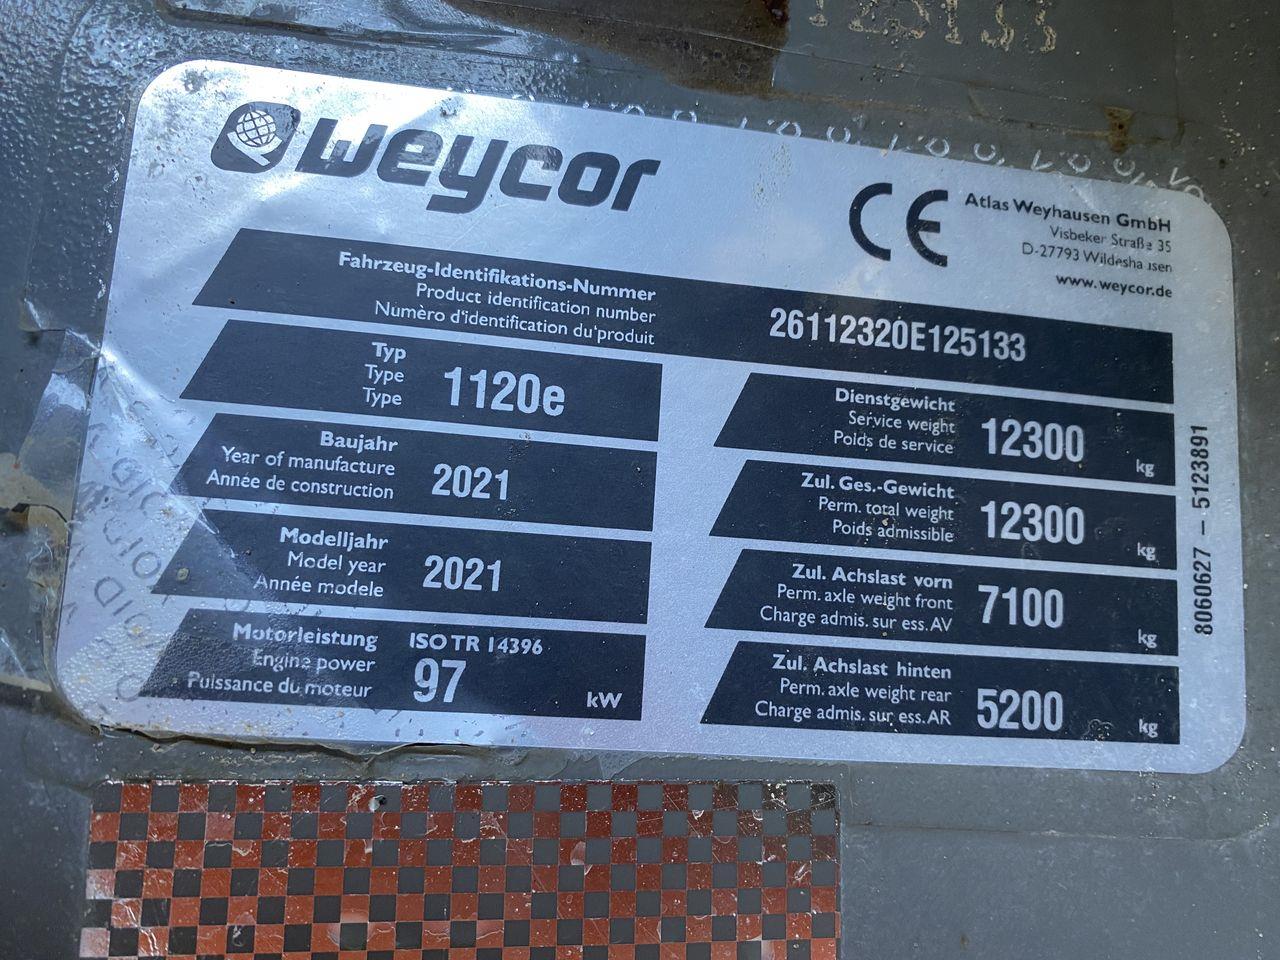 weycor
CE
Atlas Weyhausen GmbH
Visbeker Straße 35
D-27793 Wildeshausen
www.weycor.de
Fahrzeug-Identifikations-Nummer
Product identification number
Numèro d'identification du'produit
26112320E125133
Typ
Type
Type
1120e
Baujahr
Year of manufacture
Année de construction
2021
Modelljahr
Model year
Année modele
2021
Motorleistung
Engine power
Puissance du moteur
ISO TR 14396
97
kW
Dienstgewicht
Service weight
Poids de service
12300
kg
Zul. Ges.-Gewicht
Perm. total weight
Poids admissible
12300
kg
Zul. Achslast vorn
Perm. axle weight front
Charge admis. sur ess. AV
7100
kg
Zul. Achslast hinten
Perm. axle weight rear
Charge admis. sur ess. AR
5200
kg
8060627 – 5123891